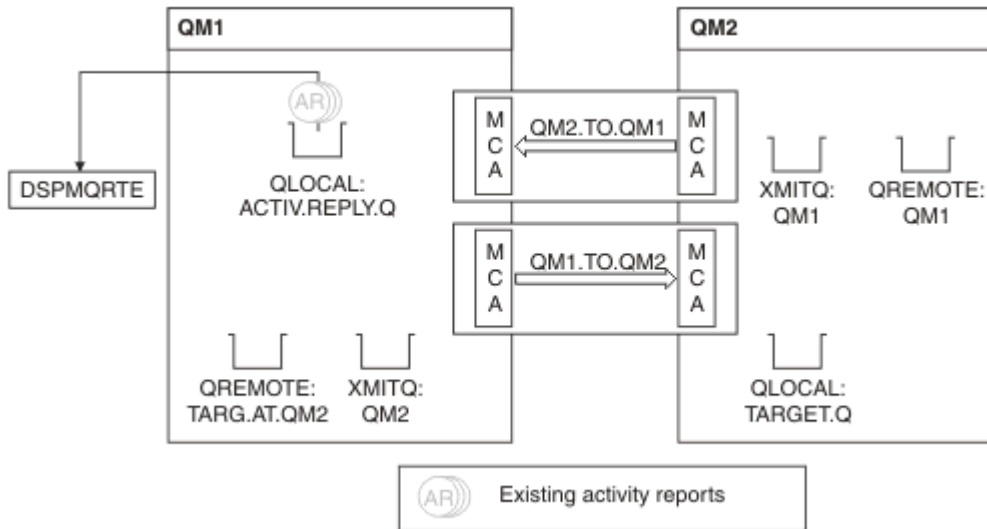 QM1
QM2
AR
M
C
A
QM2.TO.QM1
M
C
A
DSPMQRTE
QLOCAL:
ACTIV.REPLY.Q
XMITQ:
QM1
QREMOTE:
QM1
M
C
A
QM1.TO.QM2
M
C
A
QREMOTE:
TARG.AT.QM2
XMITQ:
QM2
QLOCAL:
TARGET.Q
AR
Existing activity reports